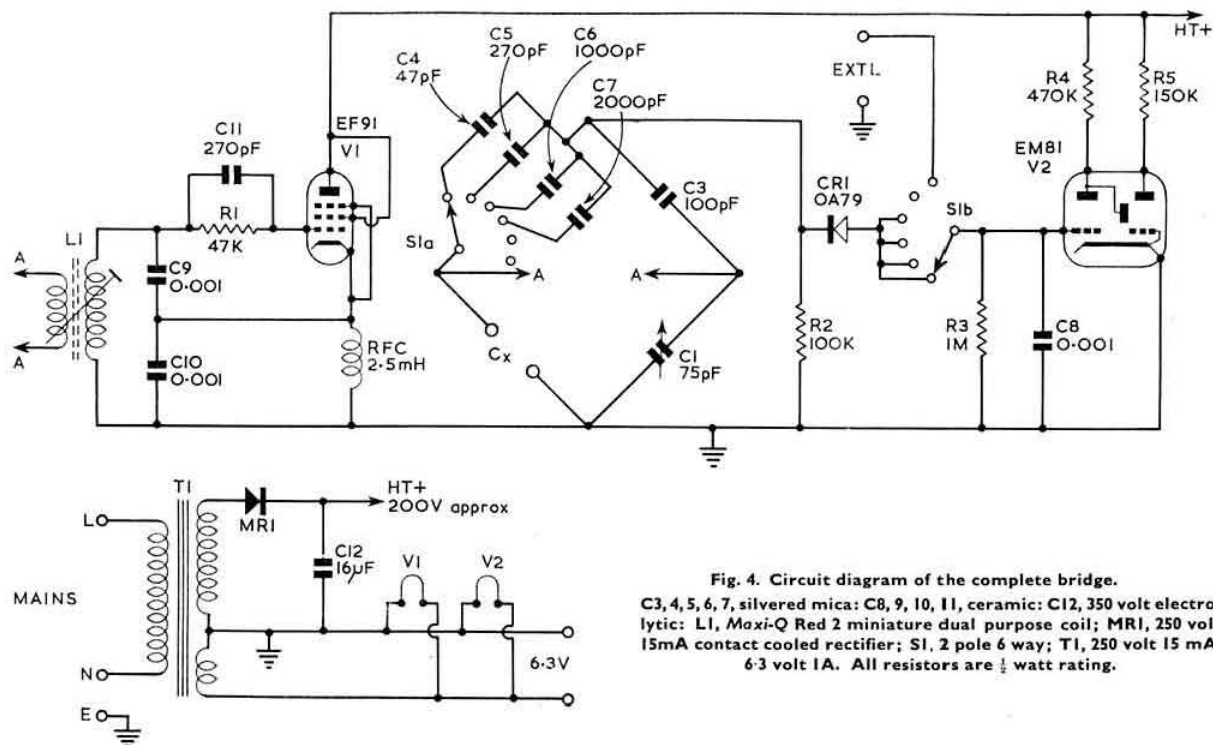 HT+
C5
270pF
C6
1000pF
C4
47pF
C7
2000pF
EXTL
R4
470K
R5
150K
C11
270pF
EF91
V1
EM81
V2
C3
100pF
CR1
OA79
R1
47K
S1a
S1b
L1
A
A
A
A
C9
0·001
R2
100K
R3
1M
C8
0·001
RFC
2·5mH
Cx
C1
75pF
C10
0·001
T1
HT+
200V approx
L
MR1
C12
16μF
V1
V2
MAINS
6·3V
N
E
Fig. 4. Circuit diagram of the complete bridge.
C3, 4, 5, 6, 7, silvered mica: C8, 9, 10, 11, ceramic: C12, 350 volt electro
lytic: L1, Maxi-Q Red 2 miniature dual purpose coil; MR1, 250 vol
15mA contact cooled rectifier; S1, 2 pole 6 way; T1, 250 volt 15 mA
6·3 volt 1A. All resistors are ½ watt rating.